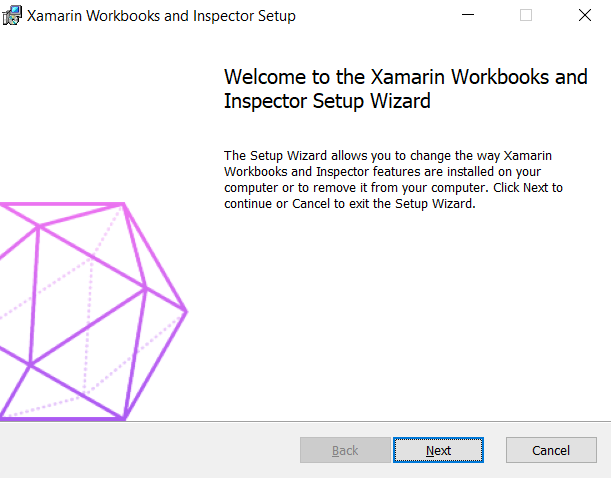 Xamarin Workbooks and Inspector Setup
Welcome to the Xamarin Workbooks and
Inspector Setup Wizard
The Setup Wizard allows you to change the way Xamarin
Workbooks and Inspector features are installed on your
computer or to remove it from your computer. Click Next to
continue or Cancel to exit the Setup Wizard.
Back Next Cancel